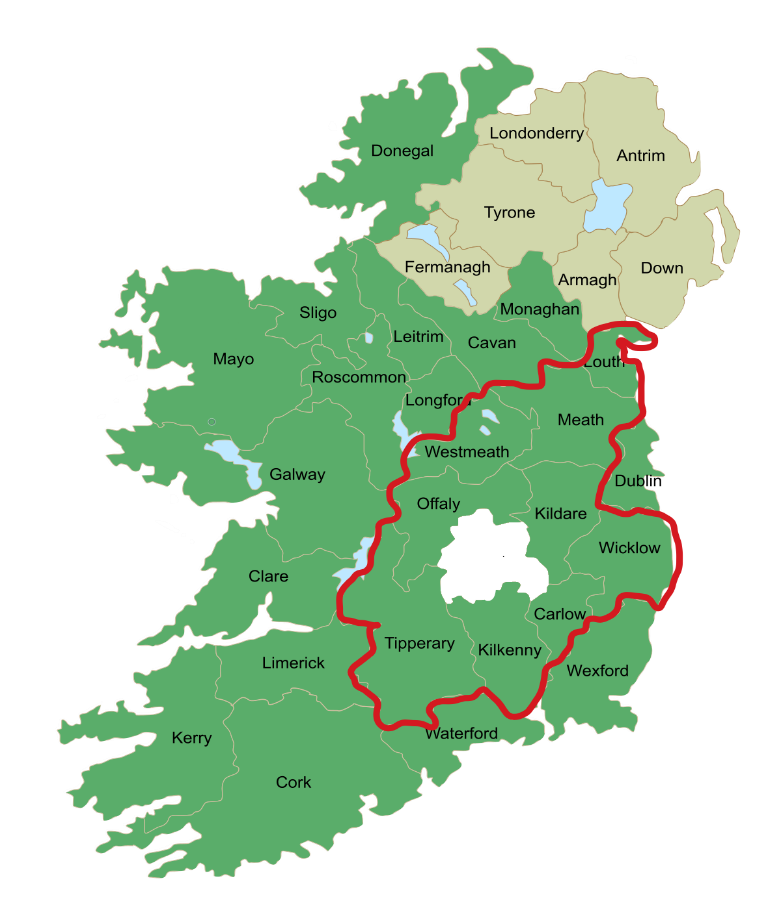 Londonderry
Donegal
Antrim
Tyrone
Fermanagh
Down
Armagh
Monaghan
Sligo
Leitrim
Cavan
Mayo
Louth
Roscommon
Longford
Meath
Westmeath
Galway
Dublin
Offaly
Kildare
Wicklow
Clare
Carlow
Tipperary
Kilkenny
Limerick
Wexford
Waterford
Kerry
Cork